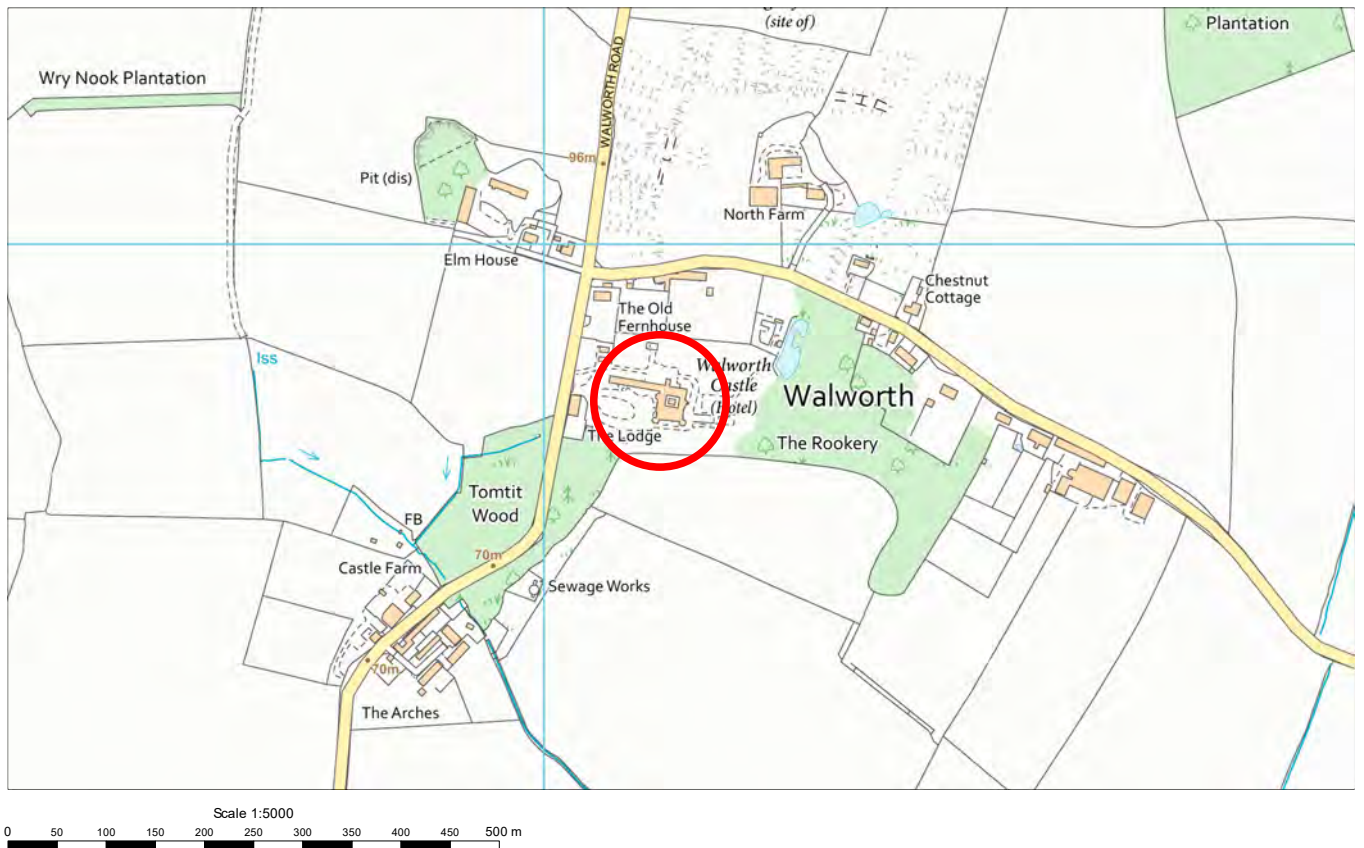 (site of)
Plantation
Wry Nook Plantation
WALWORTH ROAD
96m
Pit (dis)
North Farm
Elm House
Chestnut
Cottage
The Old
Fernhouse
Iss
Walworth
Castle
(Hotel)
Walworth
The Lodge
The Rookery
Tomtit
Wood
FB
70m
Castle Farm
Sewage Works
70m
The Arches
Scale 1:5000
0 50 100 150 200 250 300 350 400 450 500 m